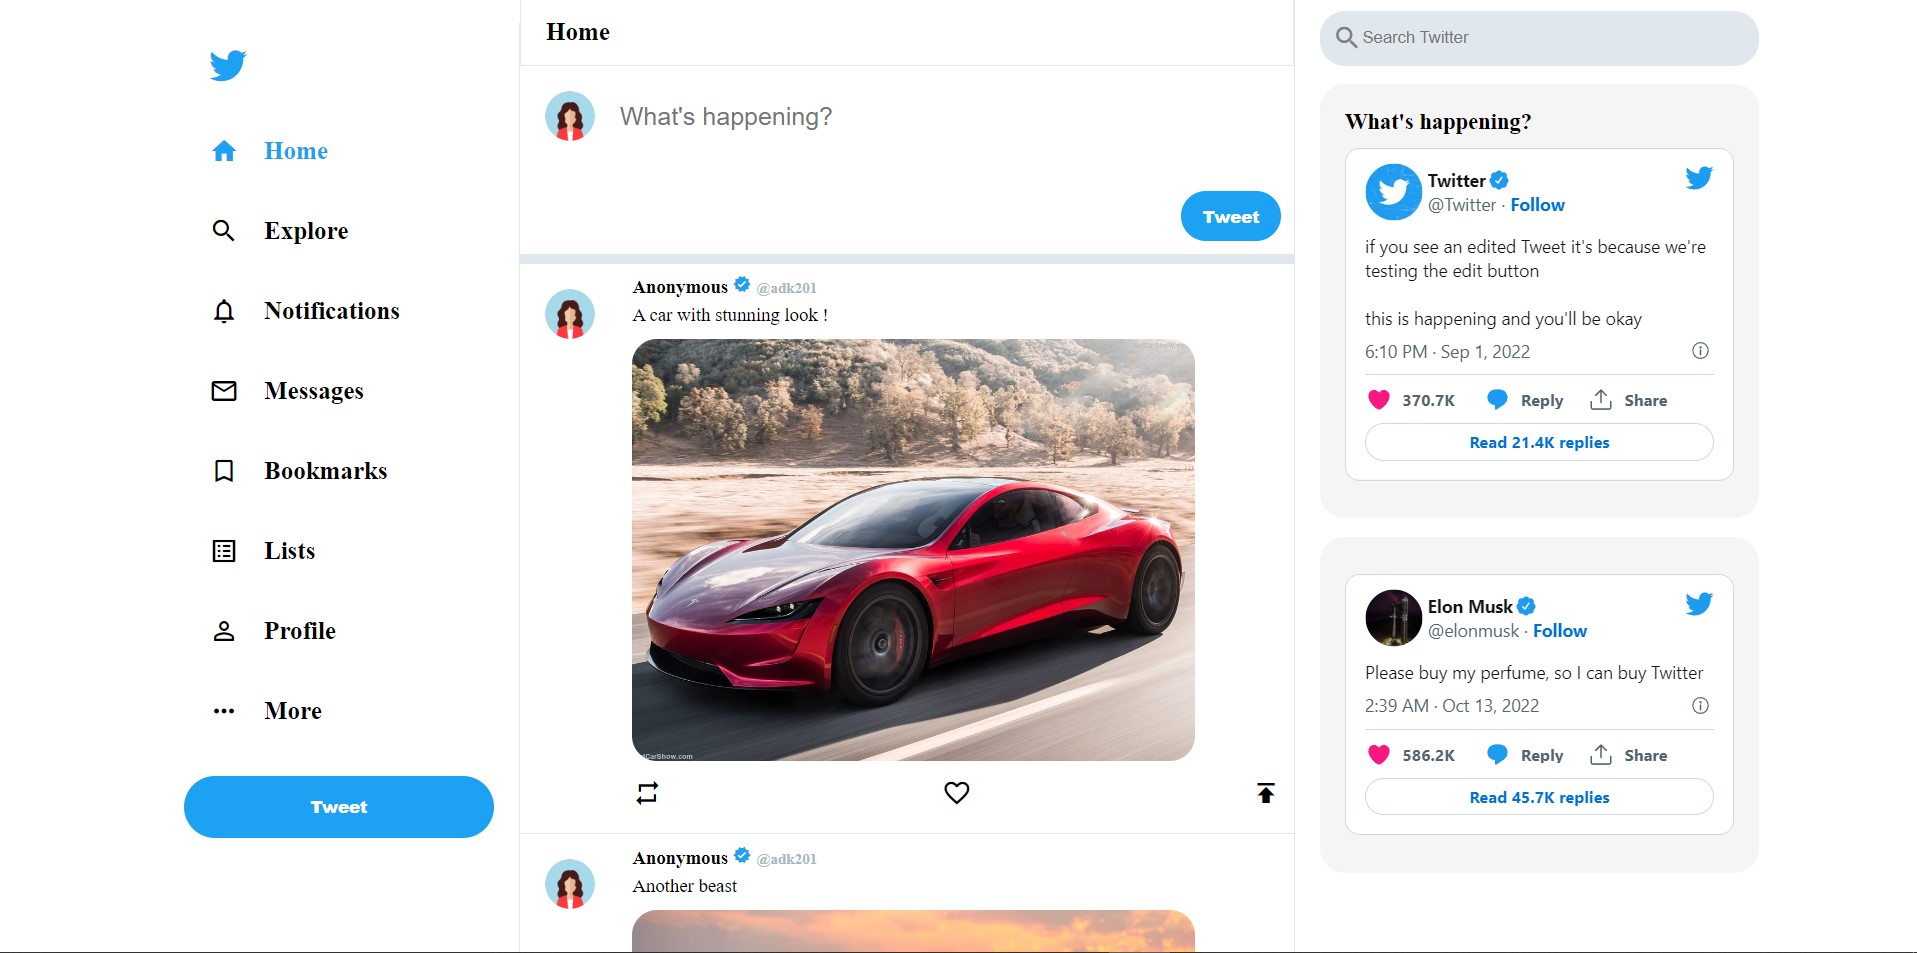 Home
Explore
Notifications
Messages
Bookmarks
Lists
Profile
More
Tweet
Home
What's happening?
Tweet
Anonymous @adk201
A car with stunning look !
CarShow.com
Anonymous @adk201
Another beast
Search Twitter
What's happening?
Twitter
@Twitter · Follow
if you see an edited Tweet it's because we're
testing the edit button
this is happening and you'll be okay
6:10 PM · Sep 1, 2022
370.7K Reply Share
Read 21.4K replies
Elon Musk
@elonmusk · Follow
Please buy my perfume, so I can buy Twitter
2:39 AM · Oct 13, 2022
586.2K Reply Share
Read 45.7K replies